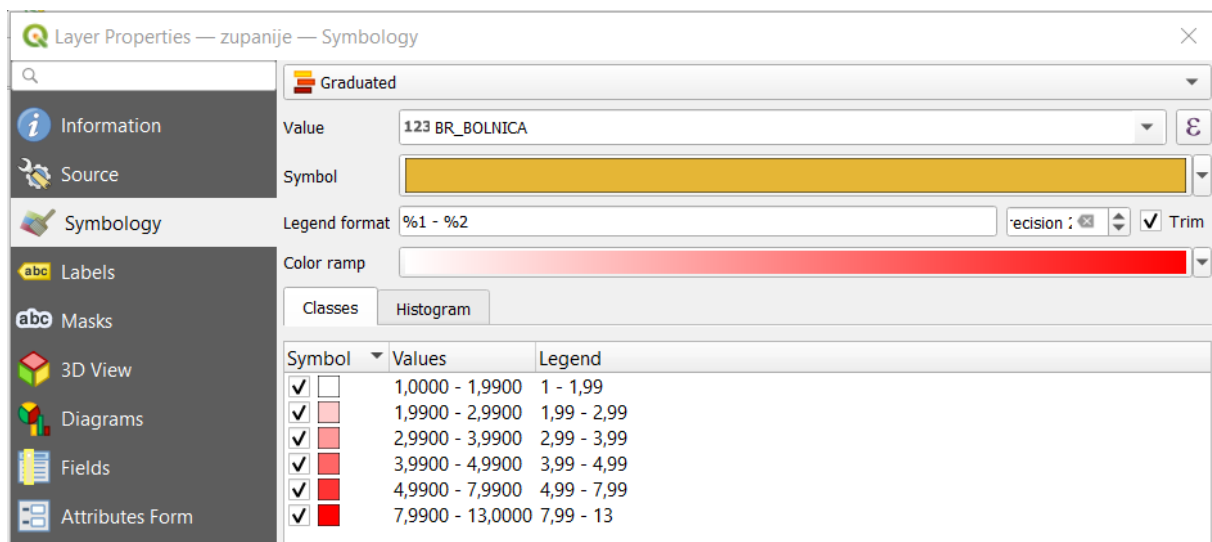 Layer Properties — zupanije — Symbology
Graduated
Information
Value 123 BR_BOLNICA ε
Source
Symbol
Symbology
Legend format %1 - %2 ecision 2 Trim
Labels
Color ramp
Classes Histogram
abc Masks
Symbol Values Legend
3D View
1,0000 - 1,9900 1 - 1,99
1,9900 - 2,9900 1,99 - 2,99
Diagrams
2,9900 - 3,9900 2,99 - 3,99
Fields
3,9900 - 4,9900 3,99 - 4,99
4,9900 - 7,9900 4,99 - 7,99
Attributes Form
7,9900 - 13,0000 7,99 - 13